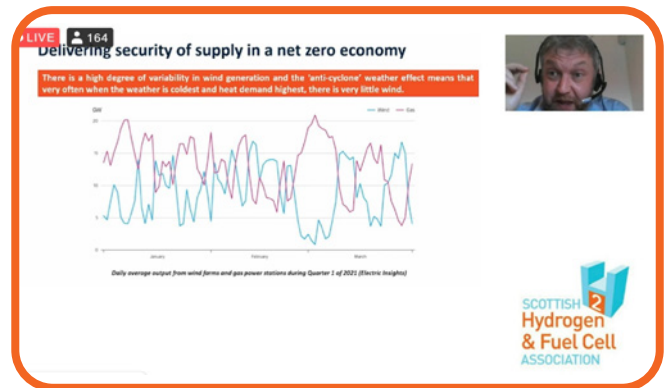 LIVE 164
Delivering security of supply in a net zero economy
There is a high degree of variability in wind generation and the 'anti-cyclone' weather effect means that
very often when the weather is coldest and heat demand highest, there is very little wind.
GW
Wind Gas
20
15
10
5
0
January February March
Daily average output from wind farms and gas power stations during Quarter 1 of 2021 (Electric Insights)
SCOTTISH 2
Hydrogen
& Fuel Cell
ASSOCIATION